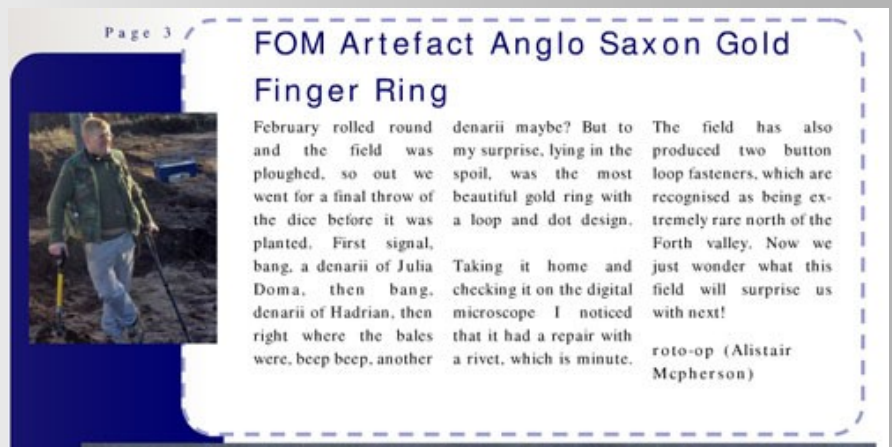 Page 3
FOM Artefact Anglo Saxon Gold
Finger Ring
February rolled round
and the field was
ploughed, so out we
went for a final throw of
the dice before it was
planted. First signal,
bang, a denarii of Julia
Doma, then bang,
denarii of Hadrian, then
right where the bales
were, beep beep, another
denarii maybe? But to
my surprise, lying in the
spoil, was the most
beautiful gold ring with
a loop and dot design.
Taking it home and
checking it on the digital
microscope I noticed
that it had a repair with
a rivet, which is minute.
The field has also
produced two button
loop fasteners, which are
recognised as being ex-
tremely rare north of the
Forth valley. Now we
just wonder what this
field will surprise us
with next!
roto-op (Alistair
Mcpherson)